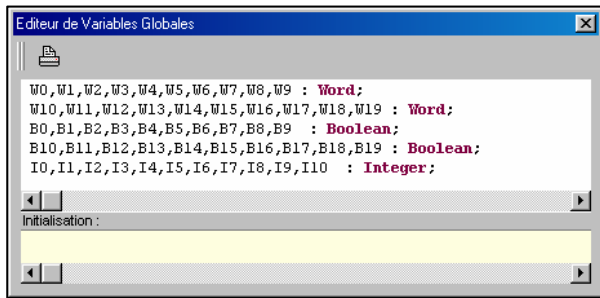 Editeur de Variables Globales
W0,W1,W2,W3,W4,W5,W6,W7,W8,W9 : Word;
W10,W11,W12,W13,W14,W15,W16,W17,W18,W19 : Word;
B0,B1,B2,B3,B4,B5,B6,B7,B8,B9  : Boolean;
B10,B11,B12,B13,B14,B15,B16,B17,B18,B19 : Boolean;
I0,I1,I2,I3,I4,I5,I6,I7,I8,I9,I10  : Integer;
Initialisation :